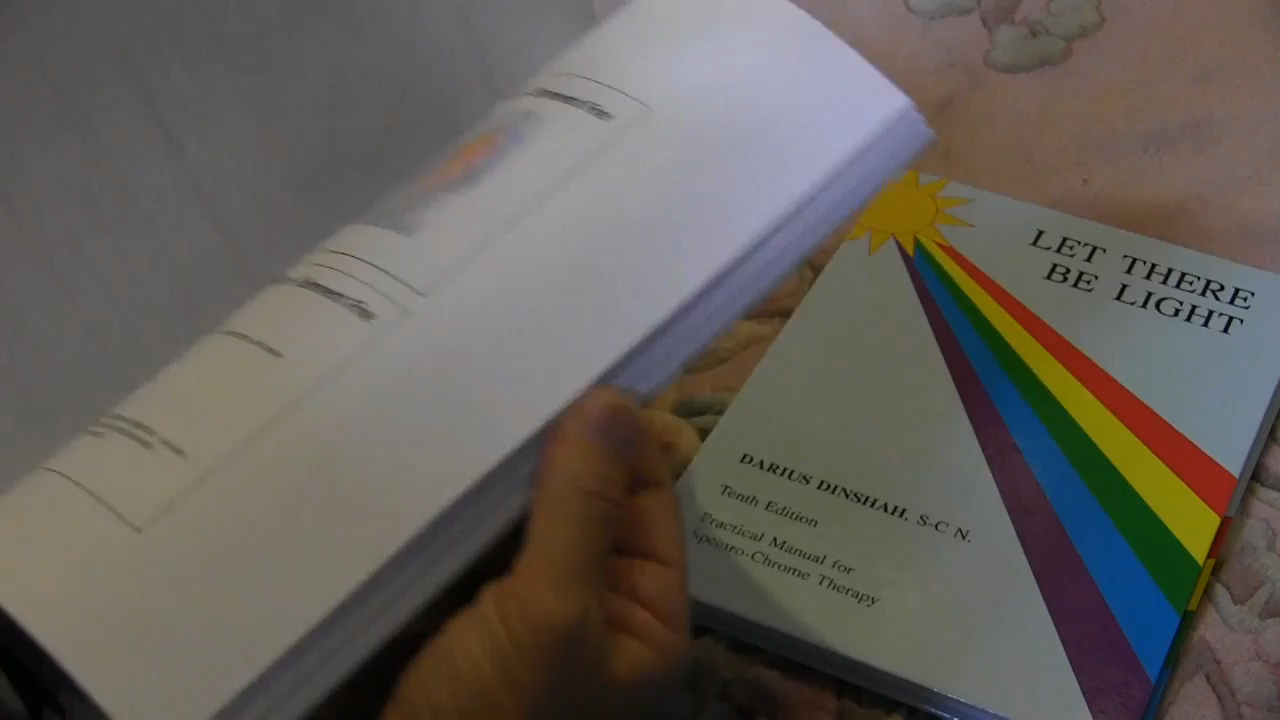 LET THERE
BE LIGHT
DARIUS DINSHAH, S-C N.
Tenth Edition
Practical Manual for
Spectro-Chrome Therapy